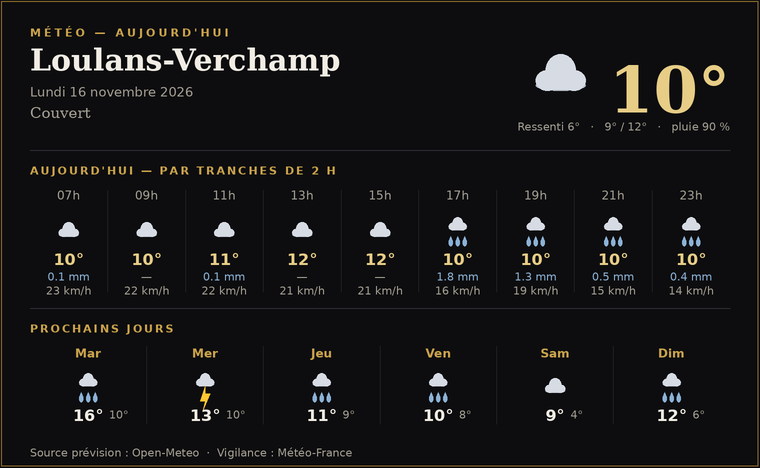 MÉTÉO — AUJOURD'HUI
Loulans-Verchamp
Lundi 16 novembre 2026
Couvert
10°
Ressenti 6° · 9° / 12° · pluie 90 %
AUJOURD'HUI — PAR TRANCHES DE 2 H
07h 09h 11h 13h 15h 17h 19h 21h 23h
10° 10° 11° 12° 12° 10° 10° 10° 10°
0.1 mm — 0.1 mm — — 1.8 mm 1.3 mm 0.5 mm 0.4 mm
23 km/h 22 km/h 22 km/h 21 km/h 21 km/h 16 km/h 19 km/h 15 km/h 14 km/h
PROCHAINS JOURS
Mar Mer Jeu Ven Sam Dim
16° 10° 13° 10° 11° 9° 10° 8° 9° 4° 12° 6°
Source prévision : Open-Meteo · Vigilance : Météo-France